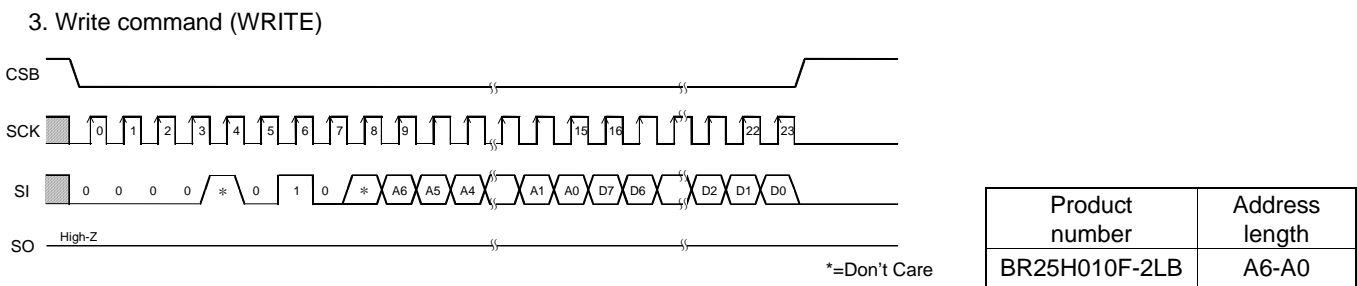 3. Write command (WRITE)
CSB
SCK 0 1 2 3 4 5 6 7 8 9 15 16 22 23
SI 0 0 0 0 * 0 1 0 * A6 A5 A4 A1 A0 D7 D6 D2 D1 D0
SO High-Z
*=Don't Care
Product number Address length
BR25H010F-2LB A6-A0